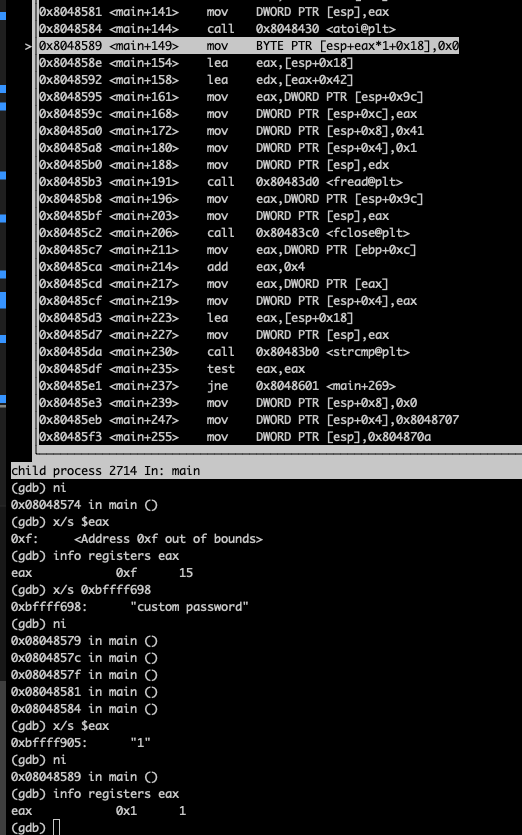 0x8048581 <main+141>    mov    DWORD PTR [esp],eax
0x8048584 <main+144>    call   0x8048430 <atoi@plt>
>0x8048589 <main+149>    mov    BYTE PTR [esp+eax*1+0x18],0x0
0x804858e <main+154>    lea    eax,[esp+0x18]
0x8048592 <main+158>    lea    edx,[eax+0x42]
0x8048595 <main+161>    mov    eax,DWORD PTR [esp+0x9c]
0x804859c <main+168>    mov    DWORD PTR [esp+0xc],eax
0x80485a0 <main+172>    mov    DWORD PTR [esp+0x8],0x41
0x80485a8 <main+180>    mov    DWORD PTR [esp+0x4],0x1
0x80485b0 <main+188>    mov    DWORD PTR [esp],edx
0x80485b3 <main+191>    call   0x80483d0 <fread@plt>
0x80485b8 <main+196>    mov    eax,DWORD PTR [esp+0x9c]
0x80485bf <main+203>    mov    DWORD PTR [esp],eax
0x80485c2 <main+206>    call   0x80483c0 <fclose@plt>
0x80485c7 <main+211>    mov    eax,DWORD PTR [ebp+0xc]
0x80485ca <main+214>    add    eax,0x4
0x80485cd <main+217>    mov    eax,DWORD PTR [eax]
0x80485cf <main+219>    mov    DWORD PTR [esp+0x4],eax
0x80485d3 <main+223>    lea    eax,[esp+0x18]
0x80485d7 <main+227>    mov    DWORD PTR [esp],eax
0x80485da <main+230>    call   0x80483b0 <strcmp@plt>
0x80485df <main+235>    test   eax,eax
0x80485e1 <main+237>    jne    0x8048601 <main+269>
0x80485e3 <main+239>    mov    DWORD PTR [esp+0x8],0x0
0x80485eb <main+247>    mov    DWORD PTR [esp+0x4],0x8048707
0x80485f3 <main+255>    mov    DWORD PTR [esp],0x804870a
child process 2714 In: main
(gdb) ni
0x08048574 in main ()
(gdb) x/s $eax
0xf:     <Address 0xf out of bounds>
(gdb) info registers eax
eax            0xf      15
(gdb) x/s 0xbffff698
0xbffff698:      "custom password"
(gdb) ni
0x08048579 in main ()
0x0804857c in main ()
0x0804857f in main ()
0x08048581 in main ()
0x08048584 in main ()
(gdb) x/s $eax
0xbffff905:      "1"
(gdb) ni
0x08048589 in main ()
(gdb) info registers eax
eax            0x1      1
(gdb)